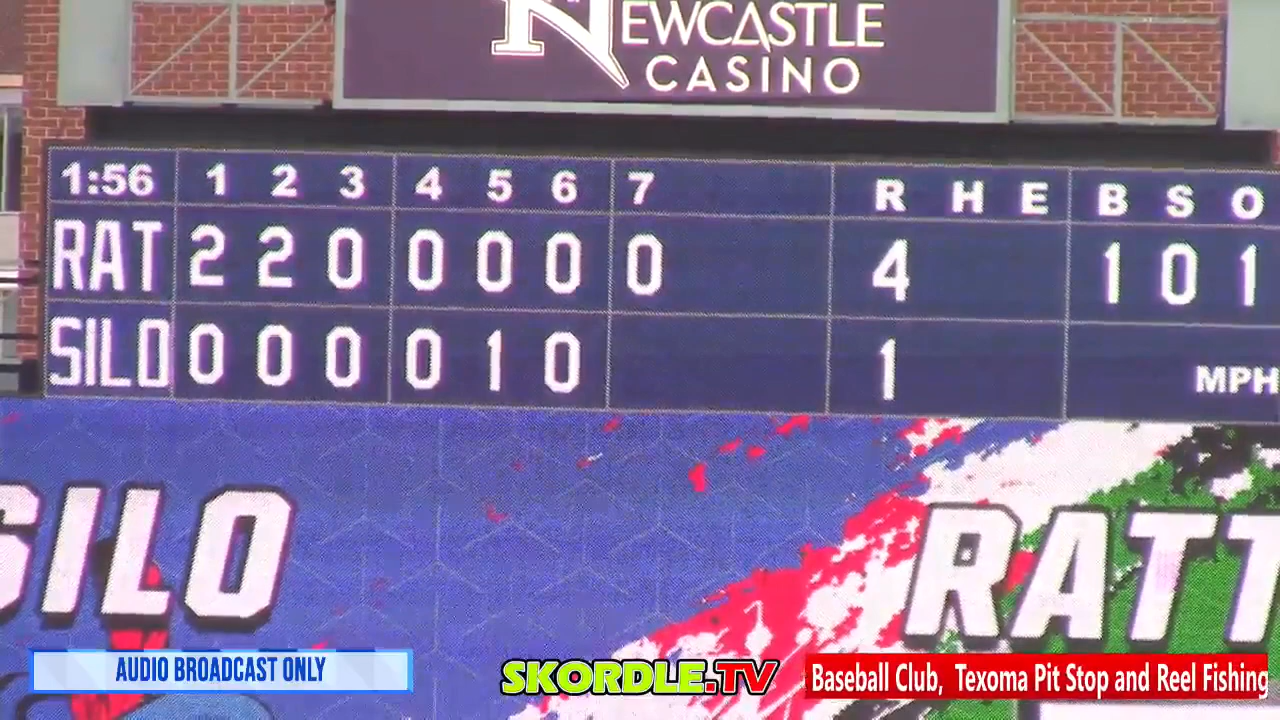 NEWCASTLE
CASINO
1:56 1 2 3 4 5 6 7 R H E B S O
RAT 2 2 0 0 0 0 0 4 1 0 1
SILO 0 0 0 0 1 0 1 MPH
SILO RATT
AUDIO BROADCAST ONLY SKORDLE.TV Baseball Club, Texoma Pit Stop and Reel Fishing